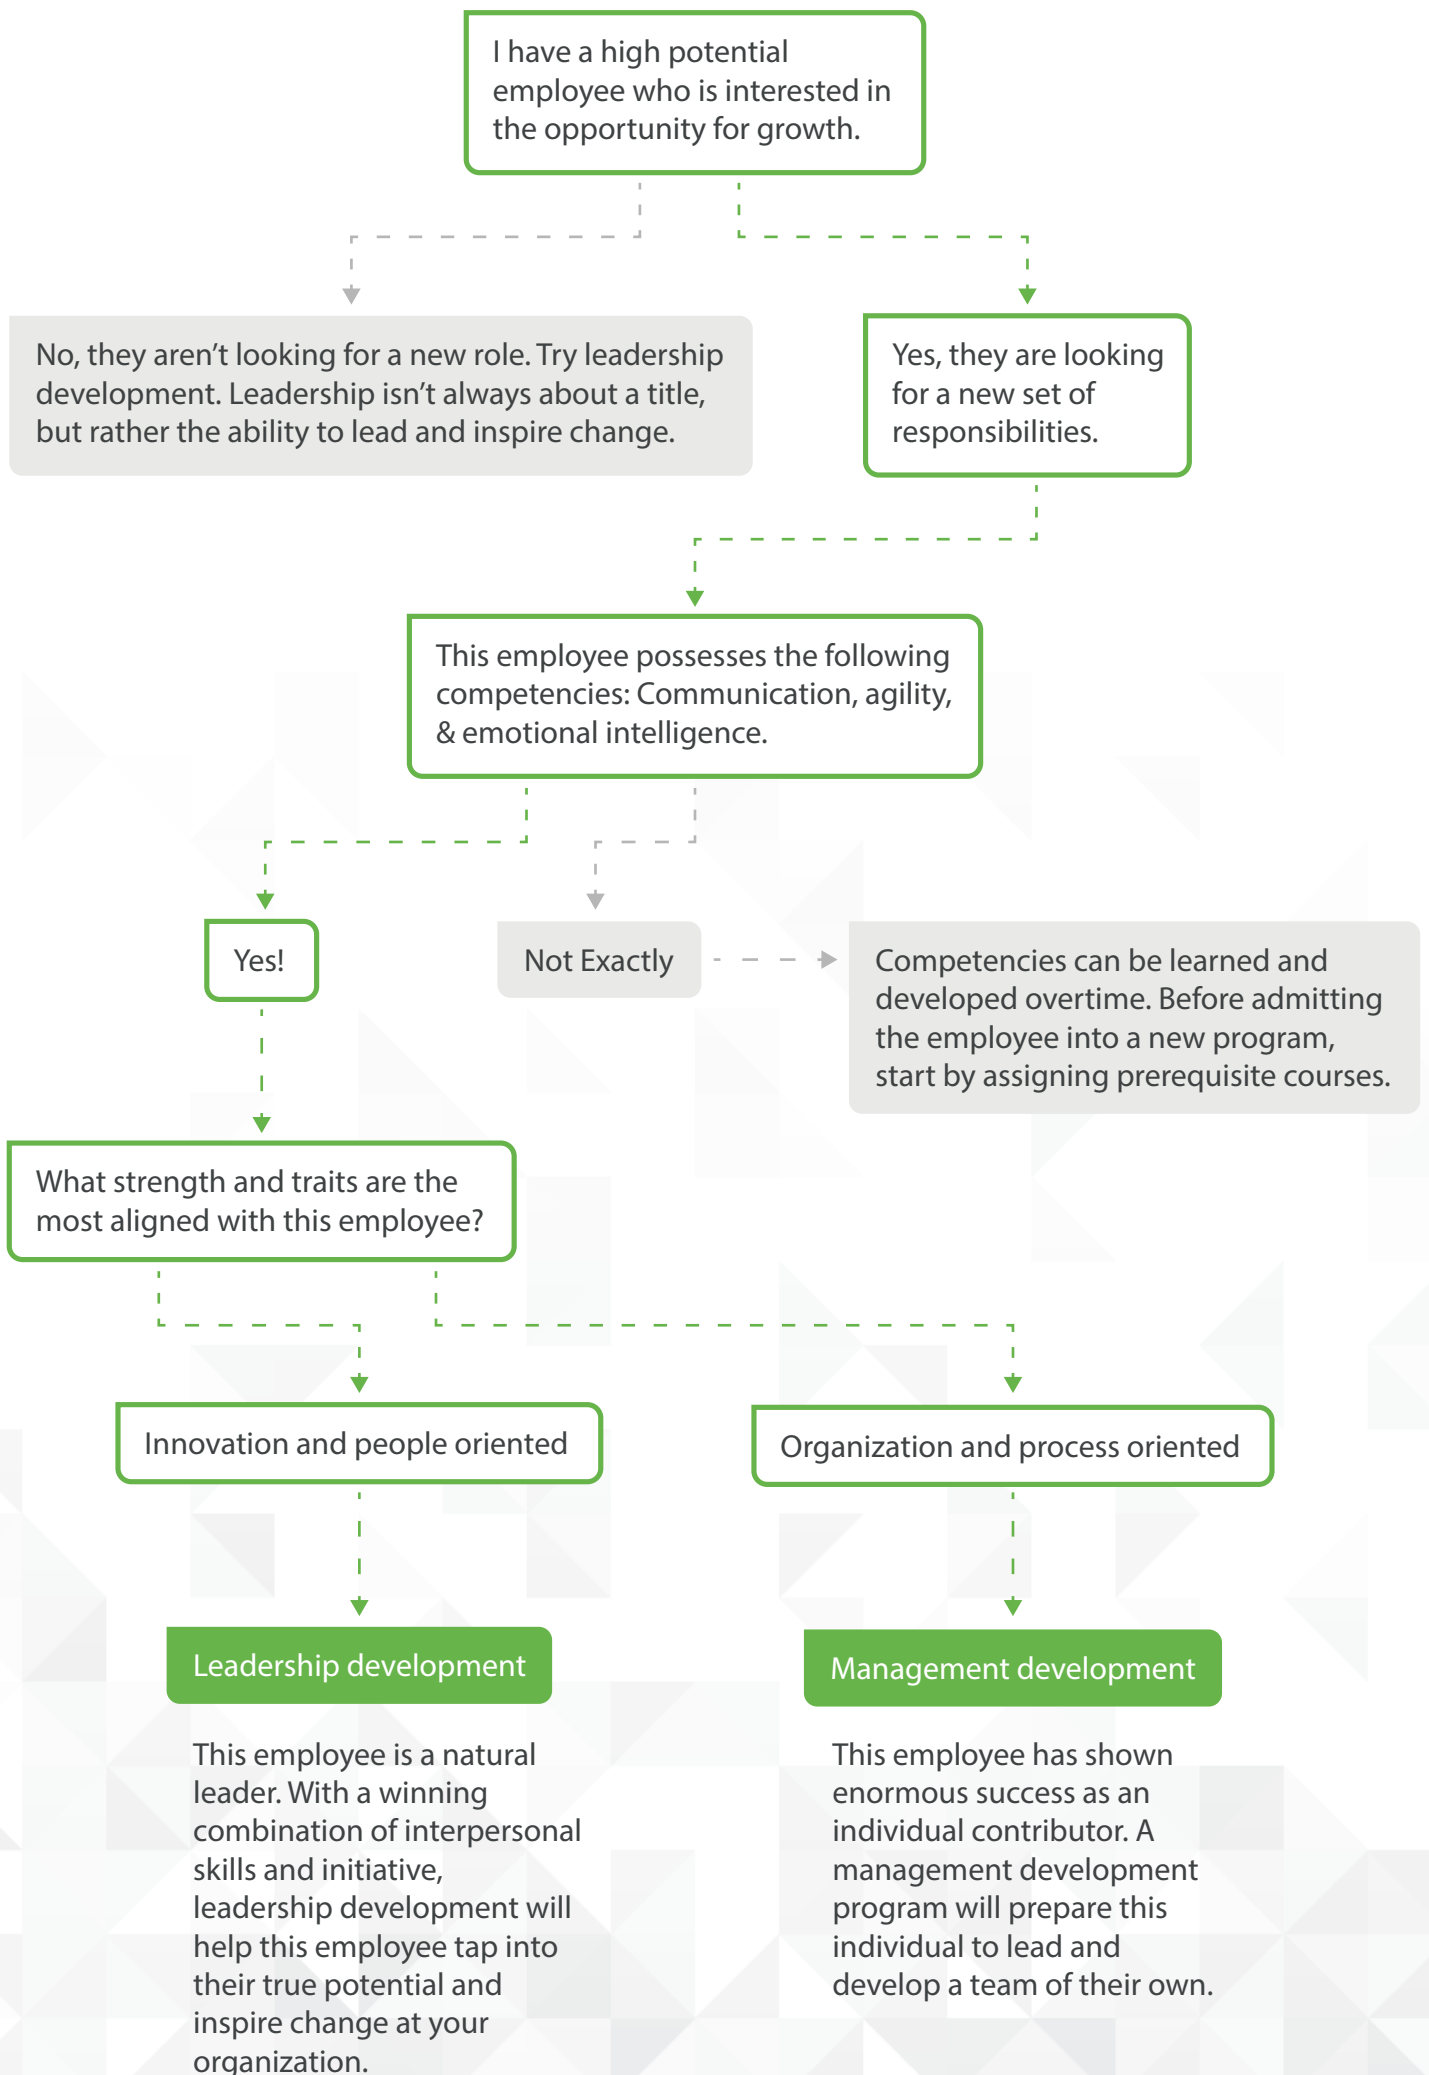 I have a high potential
employee who is interested in
the opportunity for growth.
No, they aren't looking for a new role. Try leadership
development. Leadership isn't always about a title,
but rather the ability to lead and inspire change.
Yes, they are looking
for a new set of
responsibilities.
This employee possesses the following
competencies: Communication, agility,
& emotional intelligence.
Yes!
Not Exactly
Competencies can be learned and
developed overtime. Before admitting
the employee into a new program,
start by assigning prerequisite courses.
What strength and traits are the
most aligned with this employee?
Innovation and people oriented
Organization and process oriented
Leadership development
This employee is a natural
leader. With a winning
combination of interpersonal
skills and initiative,
leadership development will
help this employee tap into
their true potential and
inspire change at your
organization.
Management development
This employee has shown
enormous success as an
individual contributor. A
management development
program will prepare this
individual to lead and
develop a team of their own.